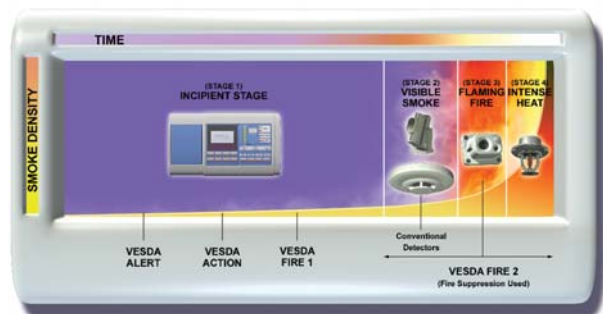 TIME
SMOKE DENSITY
(STAGE 1)
INCIPIENT STAGE
(STAGE 2)
VISIBLE
SMOKE
(STAGE 3)
FLAMING
FIRE
(STAGE 4)
INTENSE
HEAT
VESDA
ALERT
VESDA
ACTION
VESDA
FIRE 1
Conventional
Detectors
VESDA FIRE 2
(Fire Suppression Used)